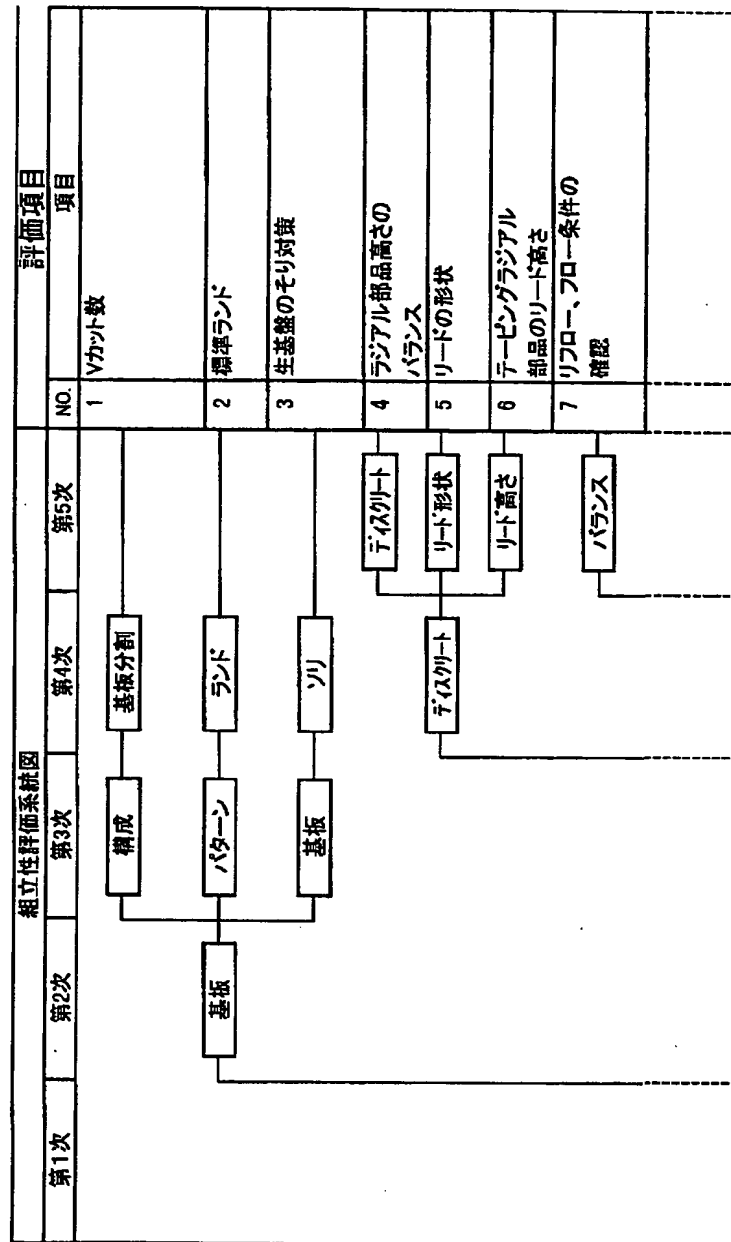 組立性評価系統図
評価項目
第1次
第2次
第3次
第4次
第5次
NO.
項目
基板
構成
基板分割
1
Vカット数
パターン
ランド
2
標準ランド
基板
ソリ
3
生基盤のそり対策
ディスクリート
ディスクリート
4
ラジアル部品高さの
バランス
リード形状
5
リードの形状
リード高さ
6
テーピングラジアル
部品のリード高さ
バランス
7
リフロー、フロー条件の
確認